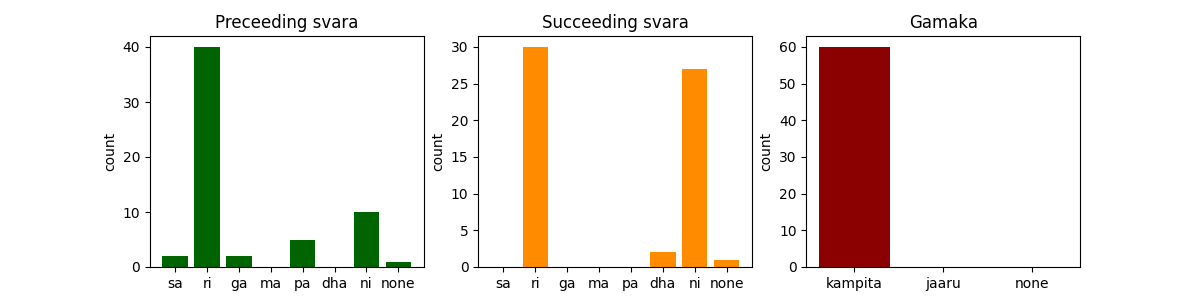 Preceeding svara
count
40
30
20
10
0
sa ri ga ma pa dha ni none
Succeeding svara
count
30
25
20
15
10
5
0
sa ri ga ma pa dha ni none
Gamaka
count
60
50
40
30
20
10
0
kampita jaaru none